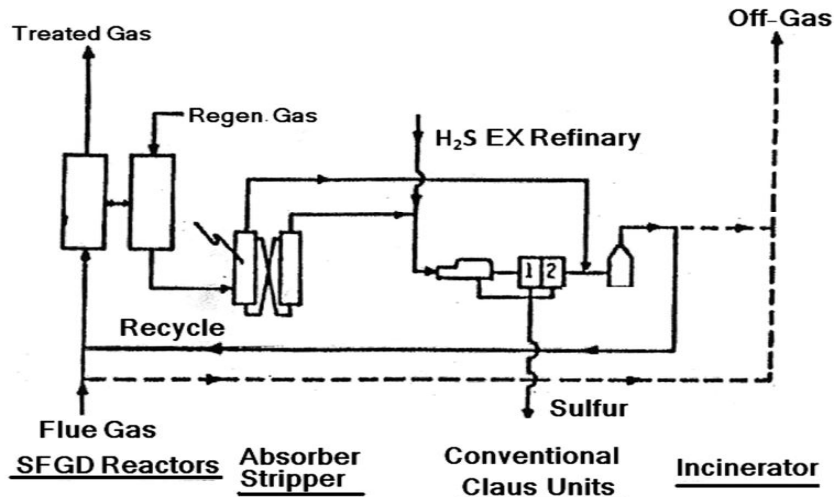 Off-Gas
Treated Gas
Regen. Gas
H₂S EX Refinary
1 2
Recycle
Sulfur
Flue Gas
SFGD Reactors
Absorber
Stripper
Conventional
Claus Units
Incinerator